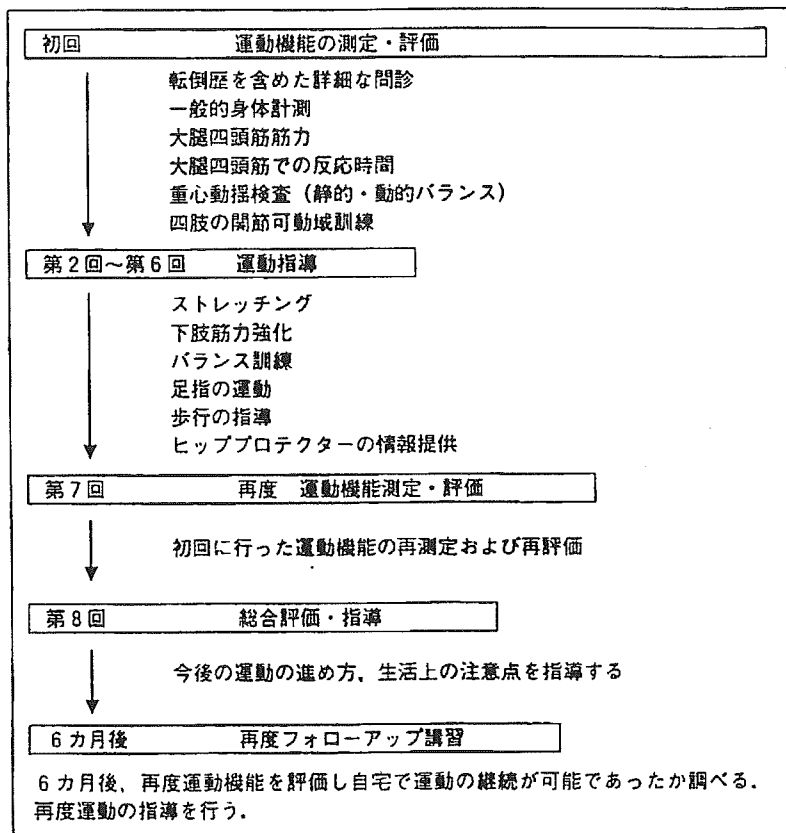 初回 運動機能の測定・評価
転倒歴を含めた詳細な問診
一般的身体計測
大腿四頭筋筋力
大腿四頭筋での反応時間
重心動揺検査（静的・動的バランス）
四肢の関節可動域訓練
第2回～第6回 運動指導
ストレッチング
下肢筋力強化
バランス訓練
足指の運動
歩行の指導
ヒッププロテクターの情報提供
第7回 再度 運動機能測定・評価
初回に行った運動機能の再測定および再評価
第8回 総合評価・指導
今後の運動の進め方，生活上の注意点を指導する
6カ月後 再度フォローアップ講習
6カ月後，再度運動機能を評価し自宅で運動の継続が可能であったか調べる．
再度運動の指導を行う．